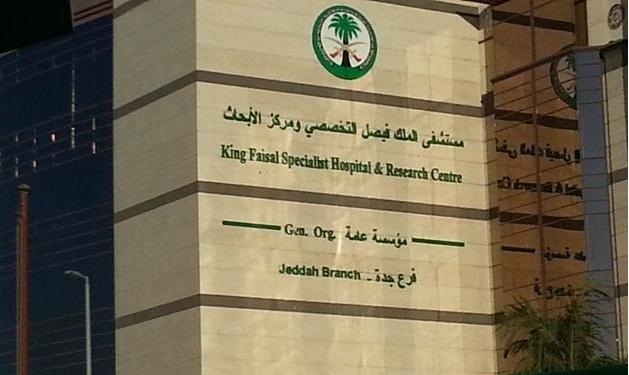 مستشفى الملك فيصل التخصصي ومركز الأبحاث
King Faisal Specialist Hospital & Research Centre
Gen. Org. مؤسسة عامة
Jeddah Branch - فرع جدة